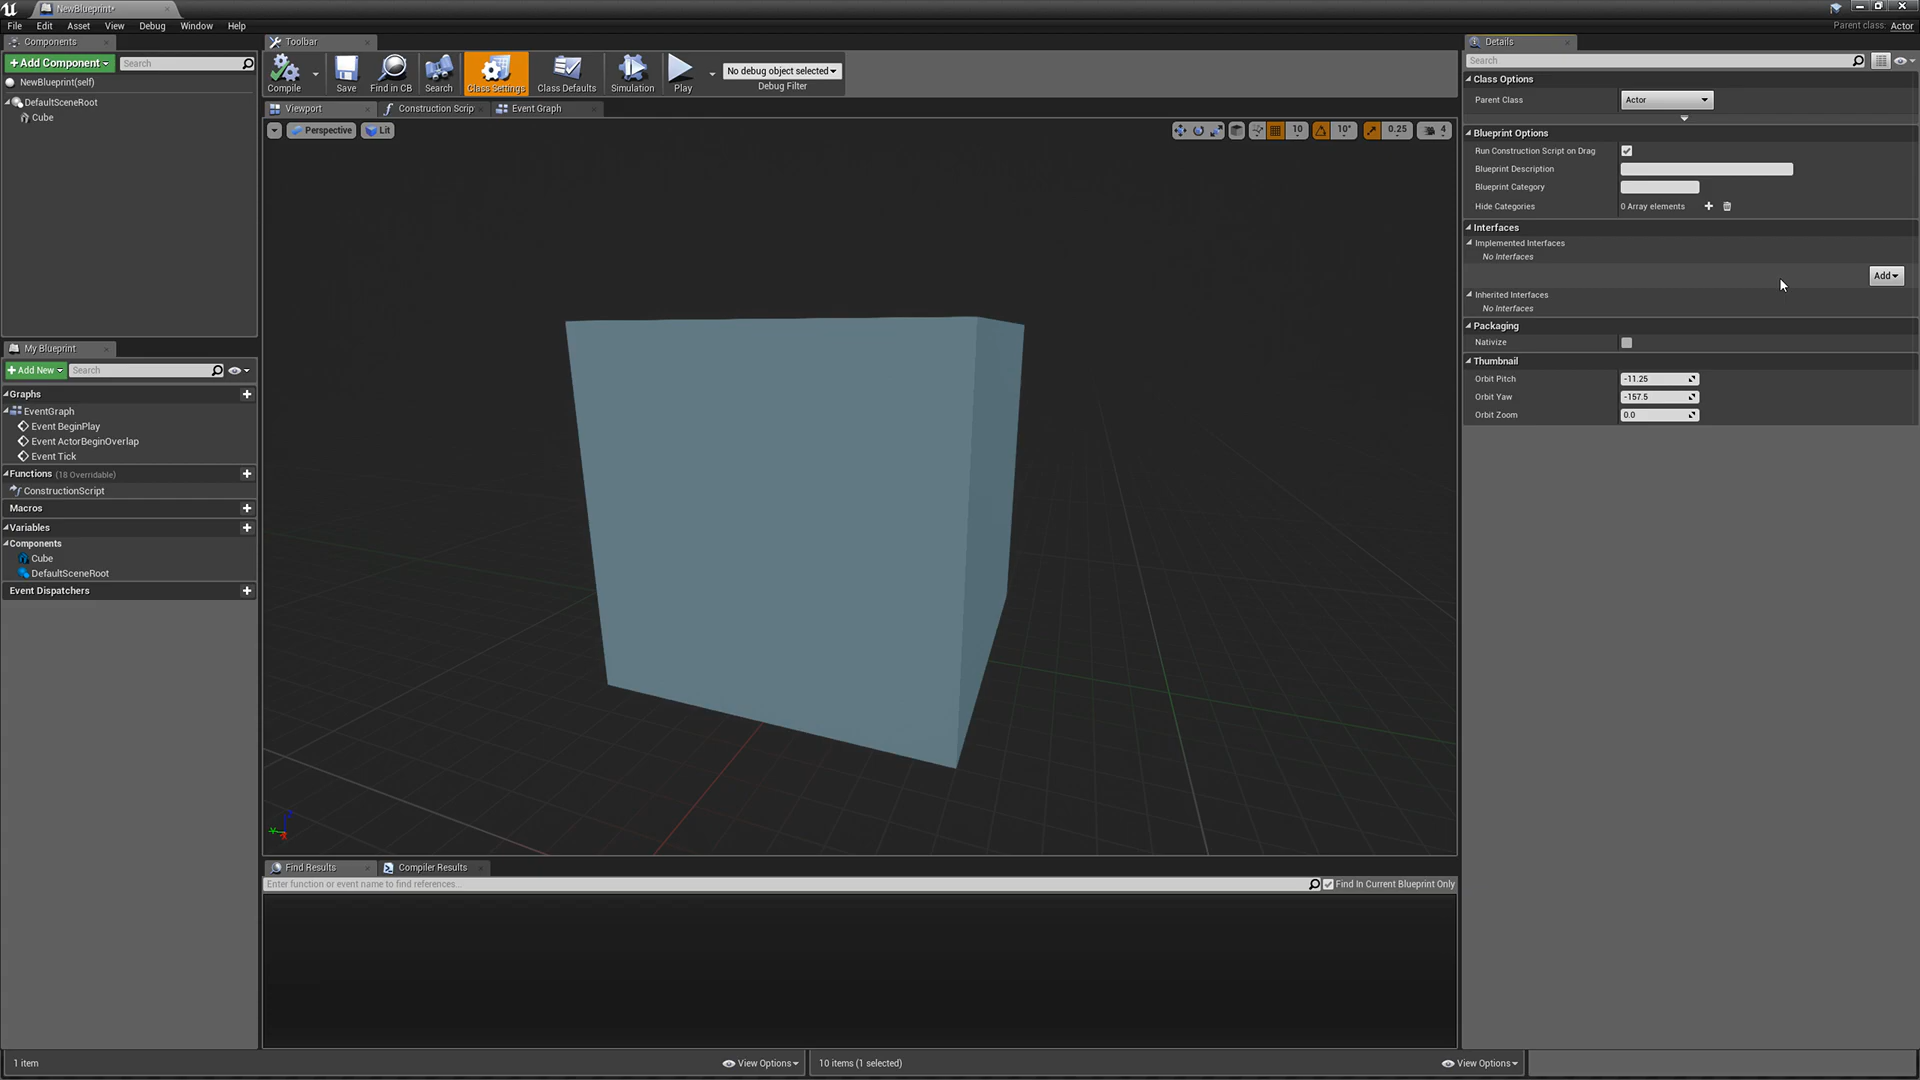 NewBlueprint*
File Edit Asset View Debug Window Help
Parent class: Actor
Components
+Add Component
Search
NewBlueprint(self)
DefaultSceneRoot
Cube
My Blueprint
+Add New
Search
Graphs
EventGraph
Event BeginPlay
Event ActorBeginOverlap
Event Tick
Functions (18 Overridable)
ConstructionScript
Macros
Variables
Components
Cube
DefaultSceneRoot
Event Dispatchers
Toolbar
Compile Save Find in CB Search Class Settings Class Defaults Simulation Play
No debug object selected
Debug Filter
Viewport Construction Scrip Event Graph
Perspective Lit
10 10° 0.25 4
Find Results Compiler Results
Enter function or event name to find references...
Find In Current Blueprint Only
Details
Search
Class Options
Parent Class Actor
Blueprint Options
Run Construction Script on Drag
Blueprint Description
Blueprint Category
Hide Categories 0 Array elements
Interfaces
Implemented Interfaces
No Interfaces
Add
Inherited Interfaces
No Interfaces
Packaging
Nativize
Thumbnail
Orbit Pitch -11.25
Orbit Yaw -157.5
Orbit Zoom 0.0
1 item View Options 10 items (1 selected) View Options